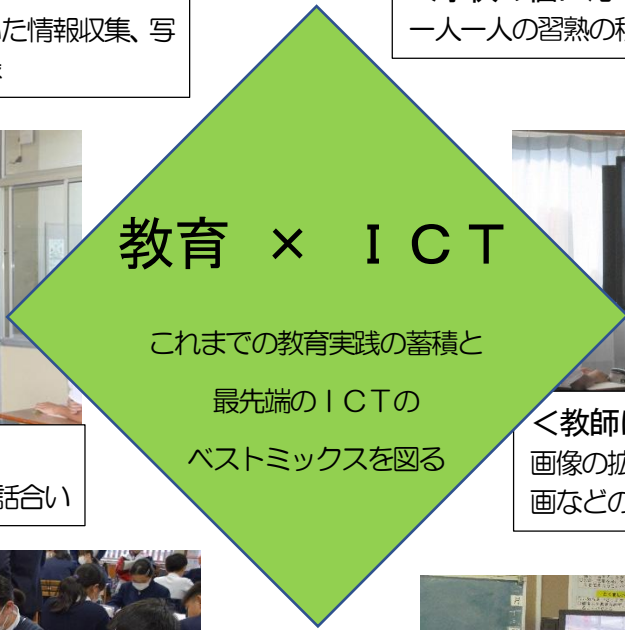 た情報収集、写
一人一人の習熟の
教育 × ＩＣＴ
これまでの教育実践の蓄積と
最先端のＩＣＴの
ベストミックスを図る
話合い
＜教師
画像の拡
画などの